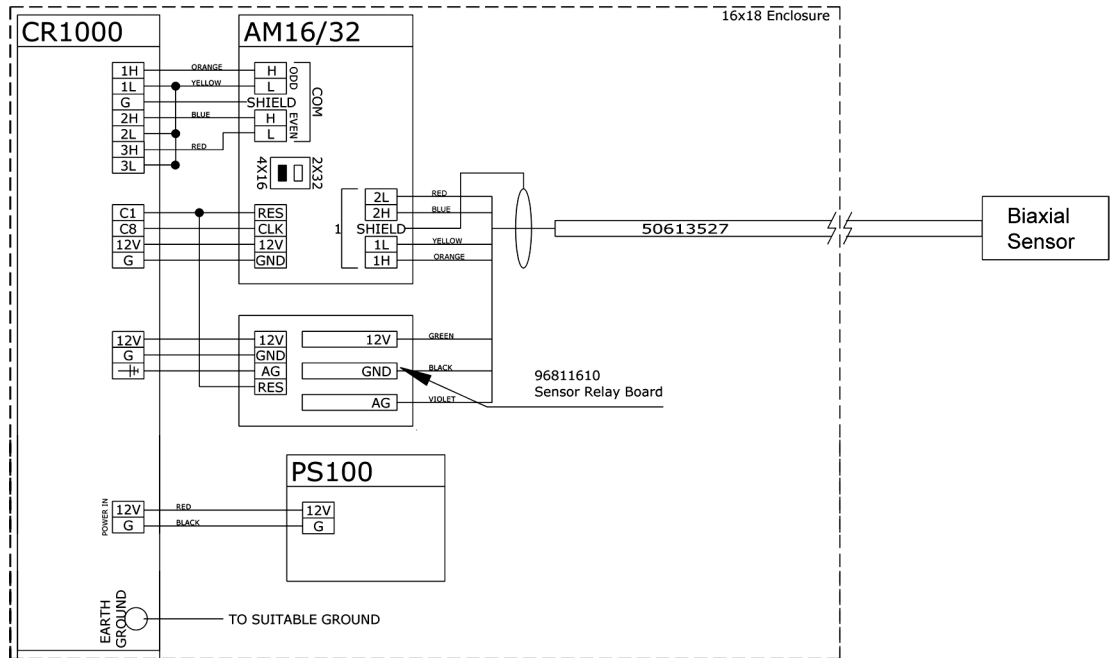 16x18 Enclosure
CR1000
AM16/32
1H
ORANGE
H
ODD
1L
YELLOW
L
G
SHIELD
COM
2H
BLUE
H
EVEN
2L
L
3H
RED
3L
4X16
2X32
C1
RES
C8
CLK
12V
12V
G
GND
1
2L
RED
2H
BLUE
SHIELD
1L
YELLOW
1H
ORANGE
50613527
Biaxial
Sensor
12V
12V
G
GND
AG
RES
12V
GREEN
GND
BLACK
AG
VIOLET
96811610
Sensor Relay Board
PS100
POWER IN
12V
RED
12V
G
BLACK
G
EARTH
GROUND
TO SUITABLE GROUND